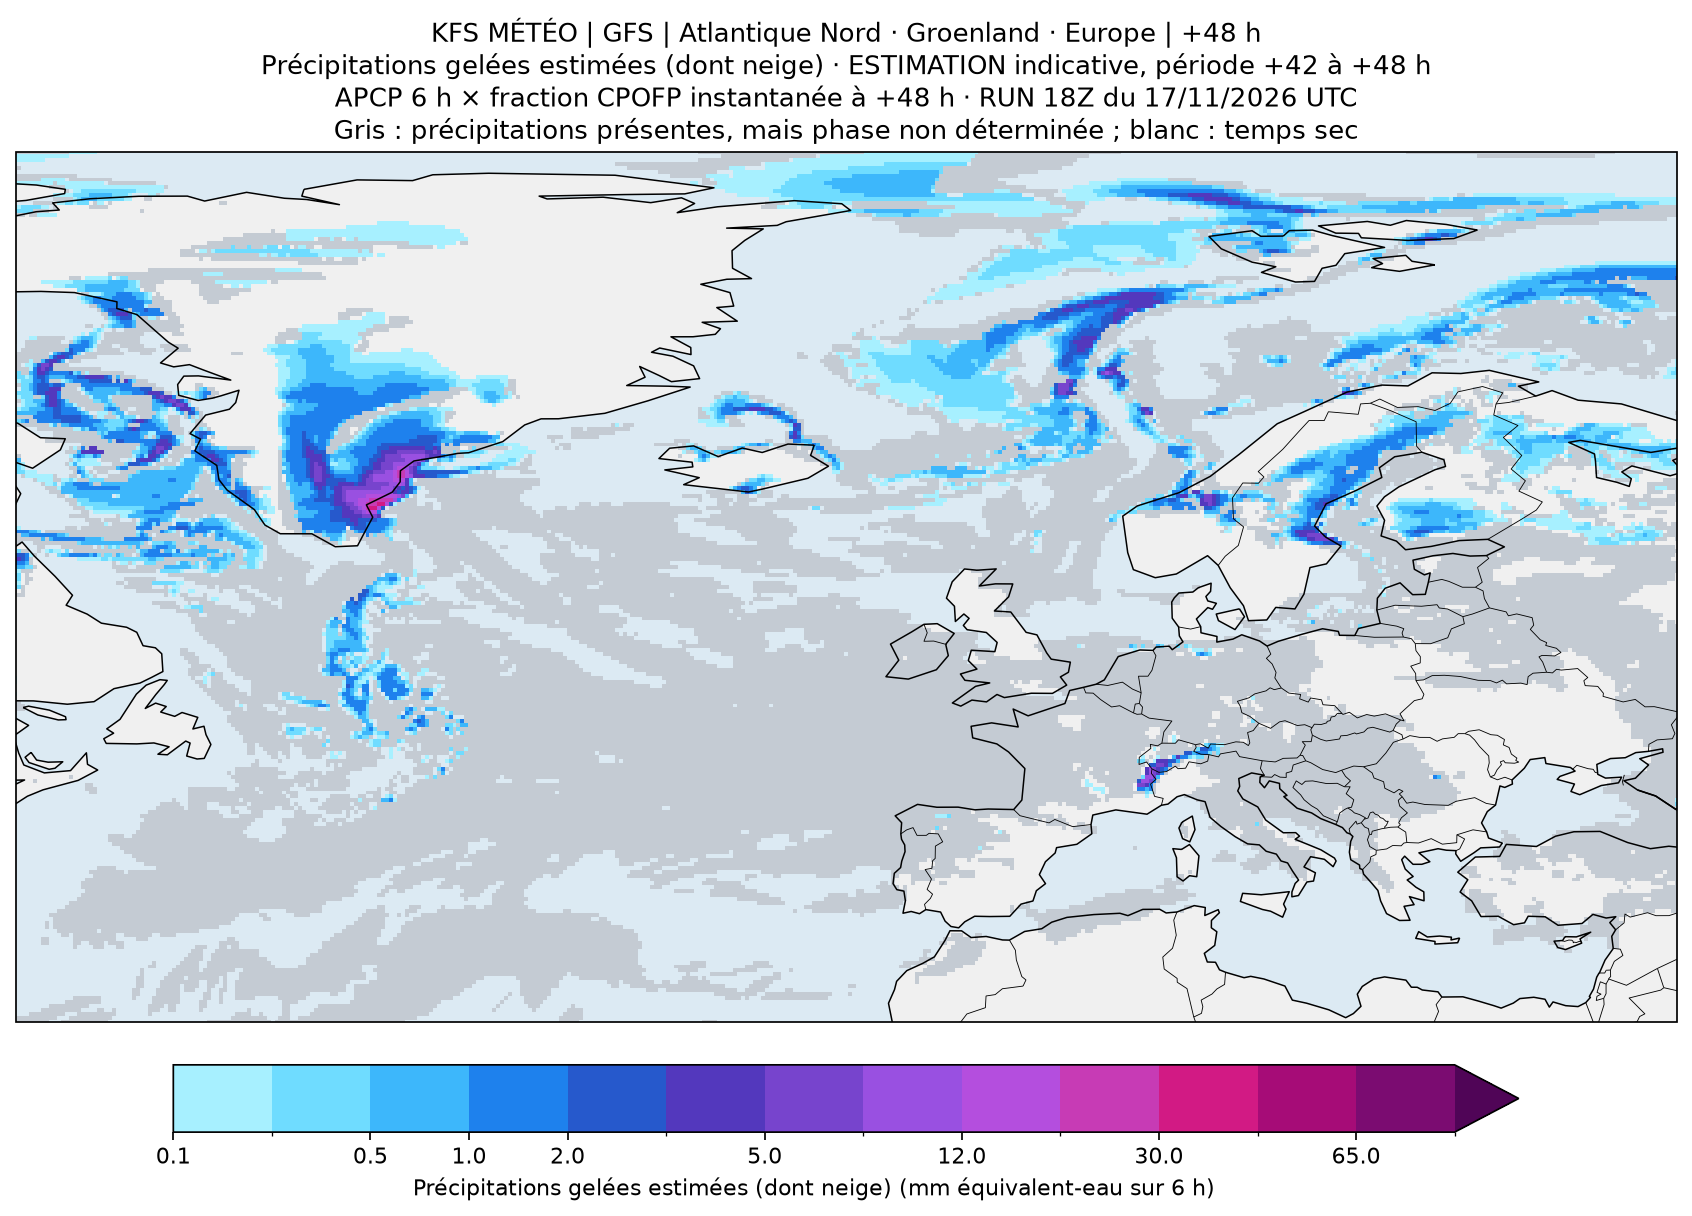 KFS MÉTÉO | GFS | Atlantique Nord · Groenland · Europe | +48 h
Précipitations gelées estimées (dont neige) · ESTIMATION indicative, période +42 à +48 h
APCP 6 h × fraction CPOFP instantanée à +48 h · RUN 18Z du 17/11/2026 UTC
Gris : précipitations présentes, mais phase non déterminée ; blanc : temps sec
0.1 0.5 1.0 2.0 5.0 12.0 30.0 65.0
Précipitations gelées estimées (dont neige) (mm équivalent-eau sur 6 h)